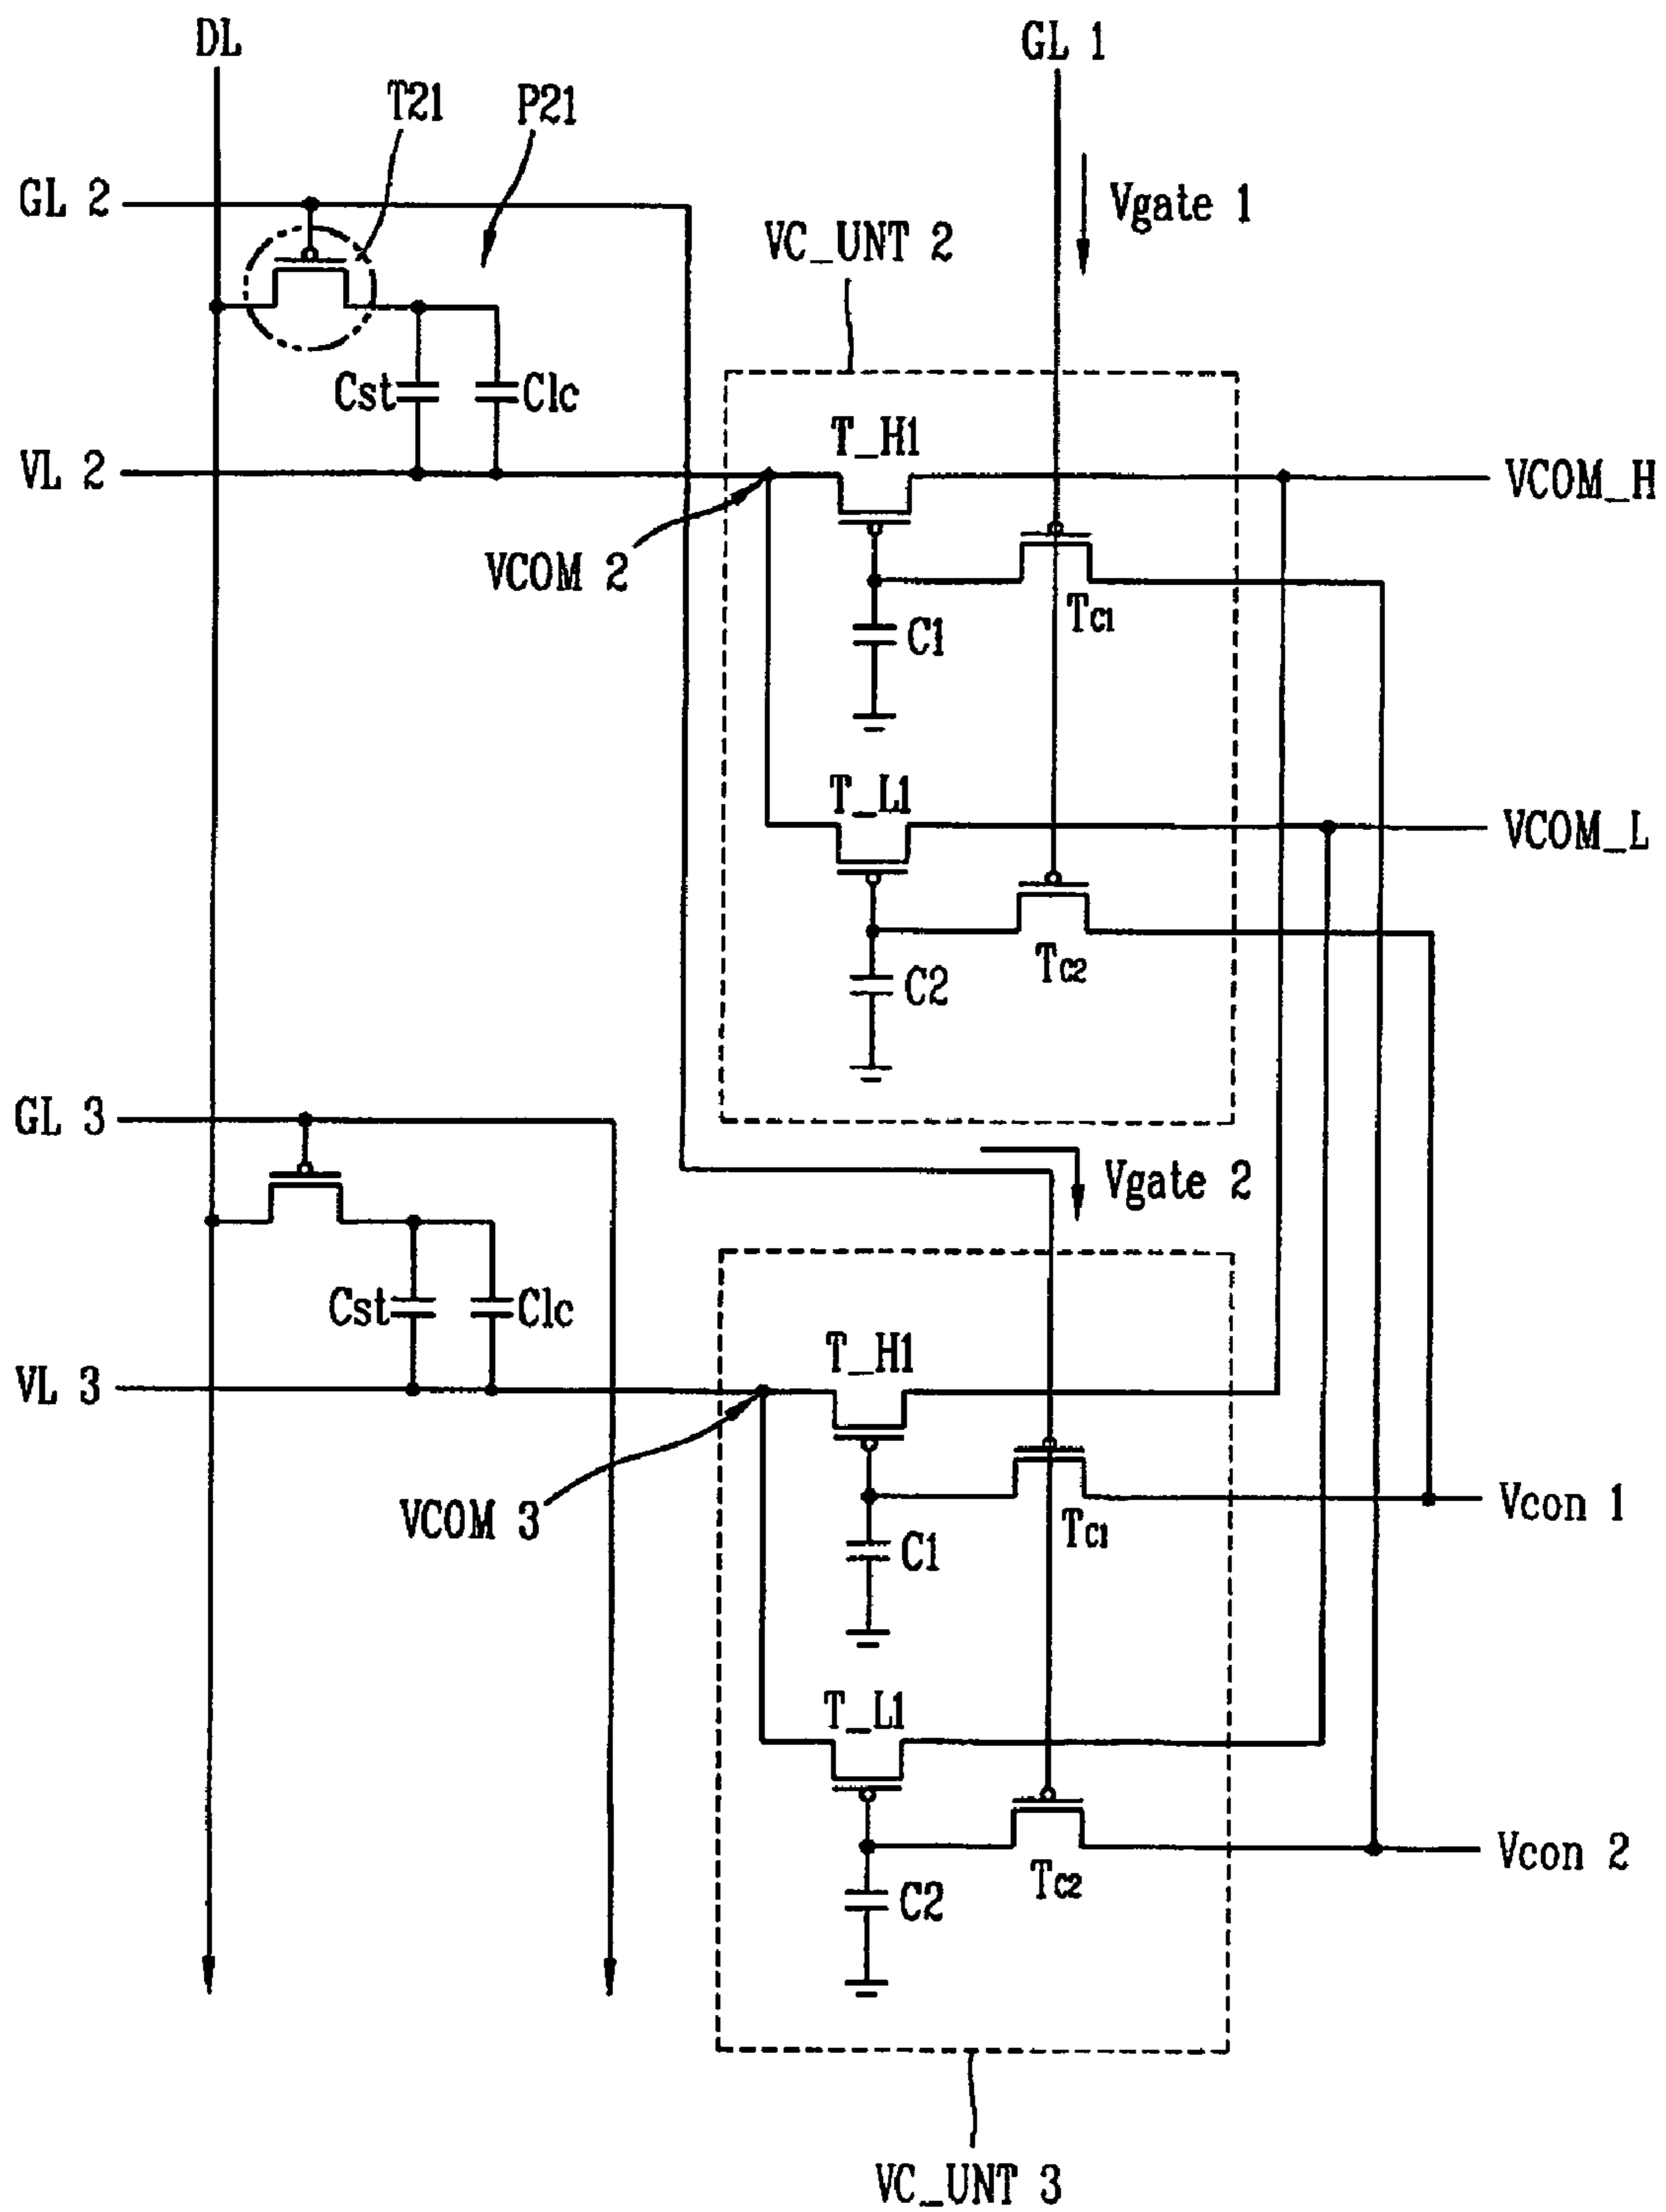 DL
GL 1
T21
P21
GL 2
Vgate 1
VC_UNT 2
Cst
Clc
T_H1
VL 2
VCOM_H
VCOM 2
TC1
C1
T_L1
VCOM_L
TC2
C2
GL 3
Vgate 2
Cst
Clc
T_H1
VL 3
VCOM 3
Vcon 1
TC1
C1
T_L1
Vcon 2
TC2
C2
VC_UNT 3